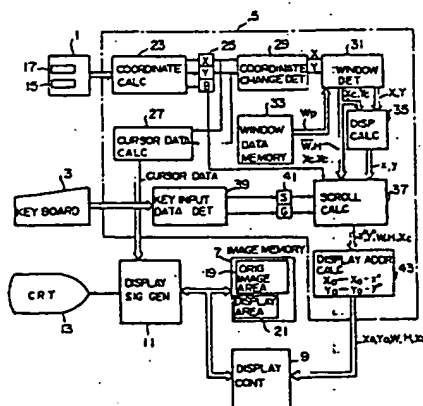 5
1
23
25
29
31
17
15
COORDINATE
CALC
X
Y
B
COORDINATE
CHANGE DET
X
Y
WINDOW
DET
Xc, Yc
X,Y
27
33
Wp
35
CURSOR DATA
CALC
WINDOW
DATA
MEMORY
W,H
Xc,Yc
DISP
CALC
x,y
CURSOR DATA
39
41
37
3
KEY BOARD
KEY INPUT
DATA DET
S
G
SCROLL
CALC
7
IMAGE MEMORY
19
ORIG
IMAGE
AREA
DISPLAY
AREA
21
DISPLAY ADDR
CALC
43
CRT
13
DISPLAY
SIG GEN
11
9
DISPLAY
CONT